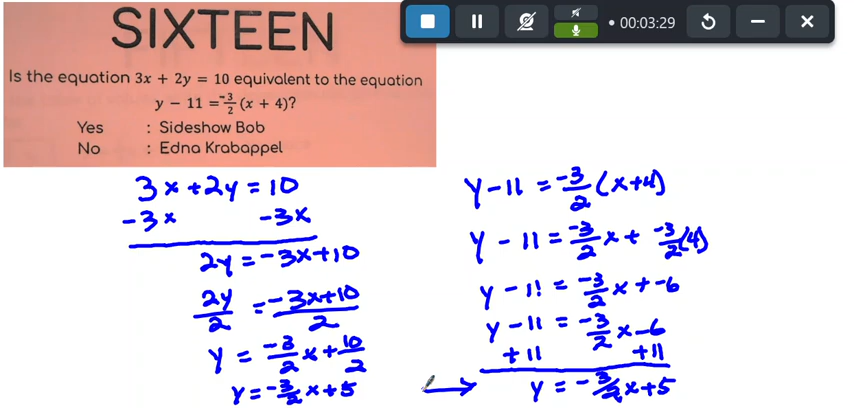 SIXTEEN
00:03:29
Is the equation 3x + 2y = 10 equivalent to the equation
y − 11 = -3/2 (x + 4)?
Yes : Sideshow Bob
No : Edna Krabappel
3x + 2y = 10
-3x -3x
2y = -3x + 10
2y/2 = -3x+10/2
y = -3/2 x + 10/2
y = -3/2 x + 5
y - 11 = -3/2 (x+4)
y - 11 = -3/2 x + -3/2 (4)
y - 11 = -3/2 x + -6
y - 11 = -3/2 x - 6
+11 +11
y = -3/2 x + 5